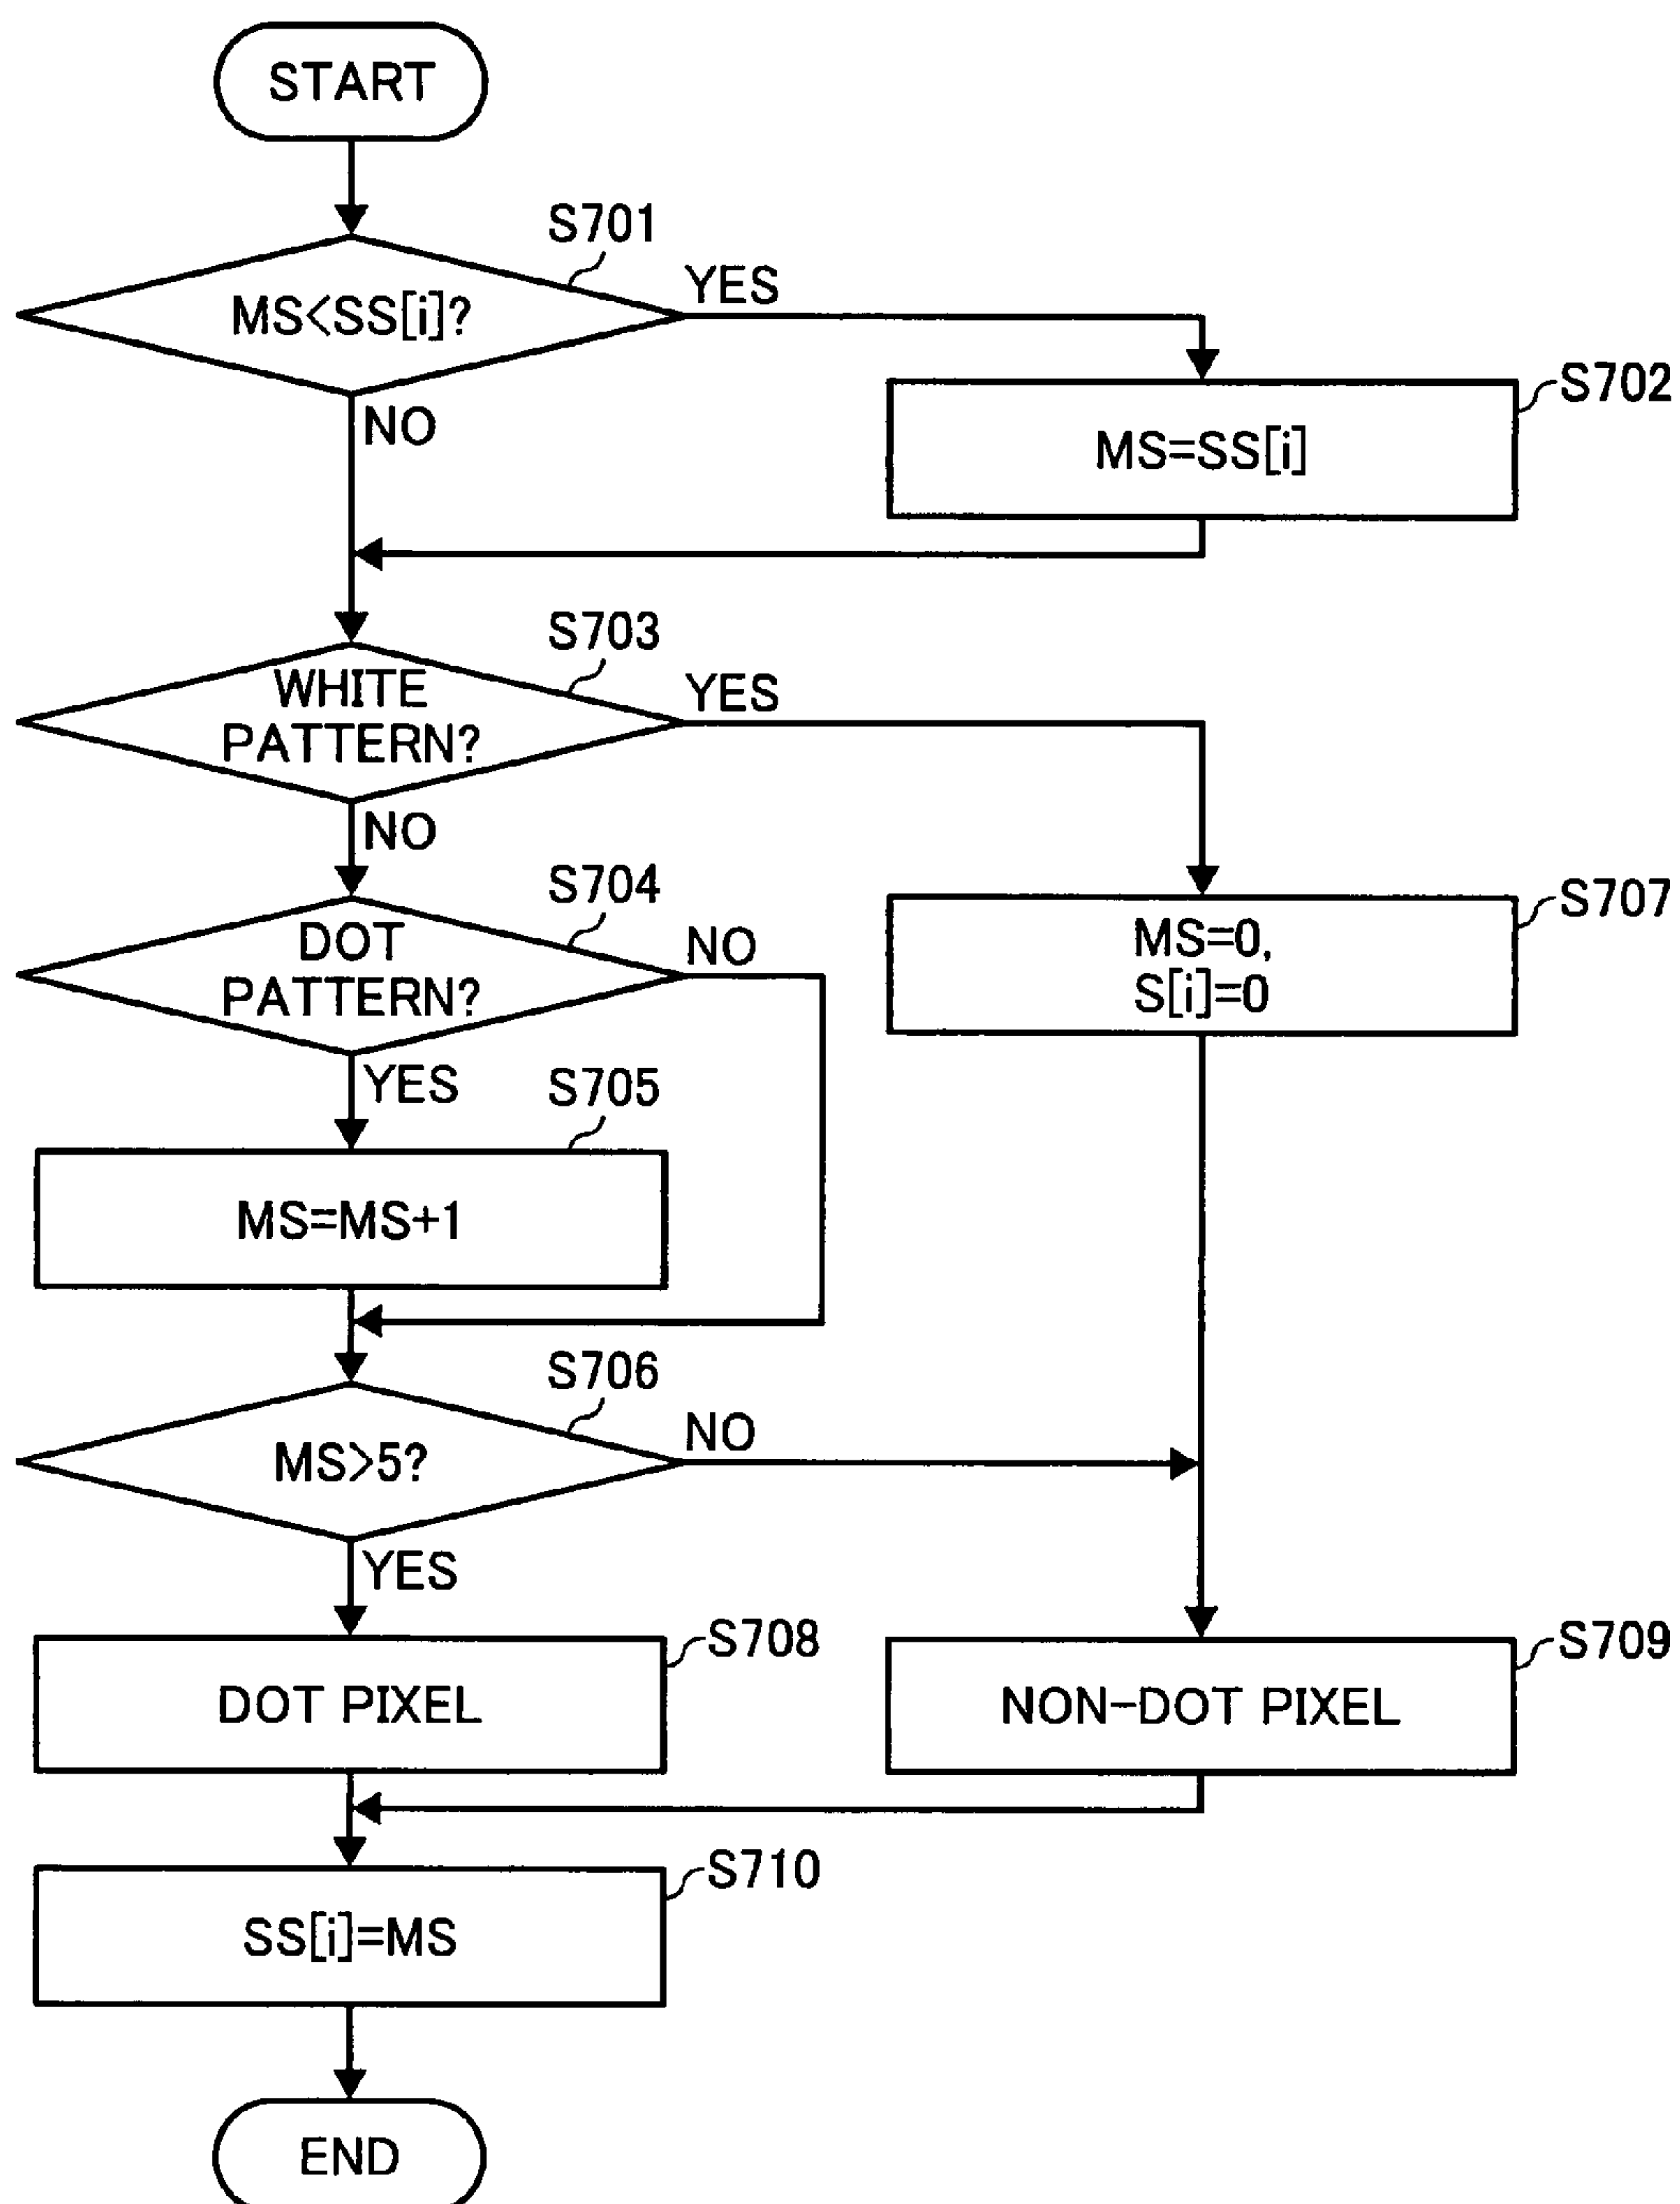 START
S701
MS<SS[i]?
YES
NO
S702
MS=SS[i]
S703
WHITE
PATTERN?
YES
NO
S704
DOT
PATTERN?
NO
S707
MS=0,
S[i]=0
YES
S705
MS=MS+1
S706
MS>5?
NO
YES
S708
DOT PIXEL
S709
NON-DOT PIXEL
S710
SS[i]=MS
END